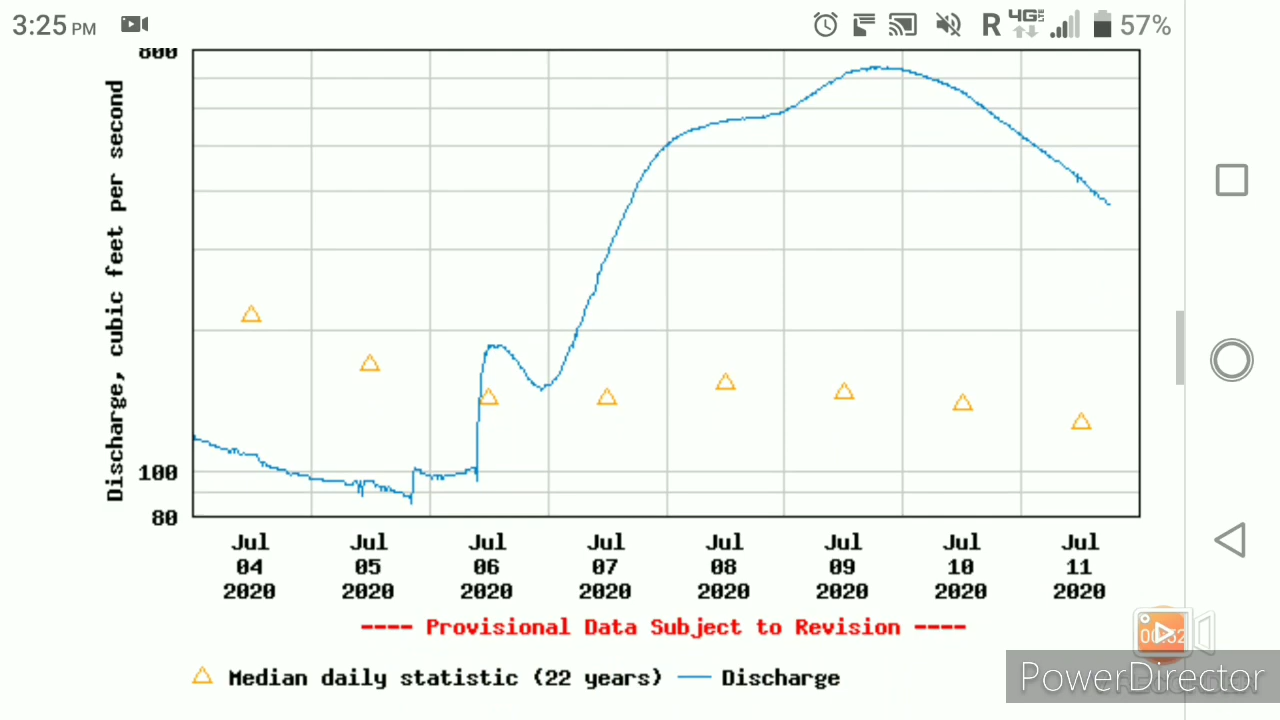 3:25 PM
R 4G 57%
800
Discharge, cubic feet per second
100
80
Jul Jul Jul Jul Jul Jul Jul Jul
04 05 06 07 08 09 10 11
2020 2020 2020 2020 2020 2020 2020 2020
---- Provisional Data Subject to Revision ----
Median daily statistic (22 years) Discharge
PowerDirector